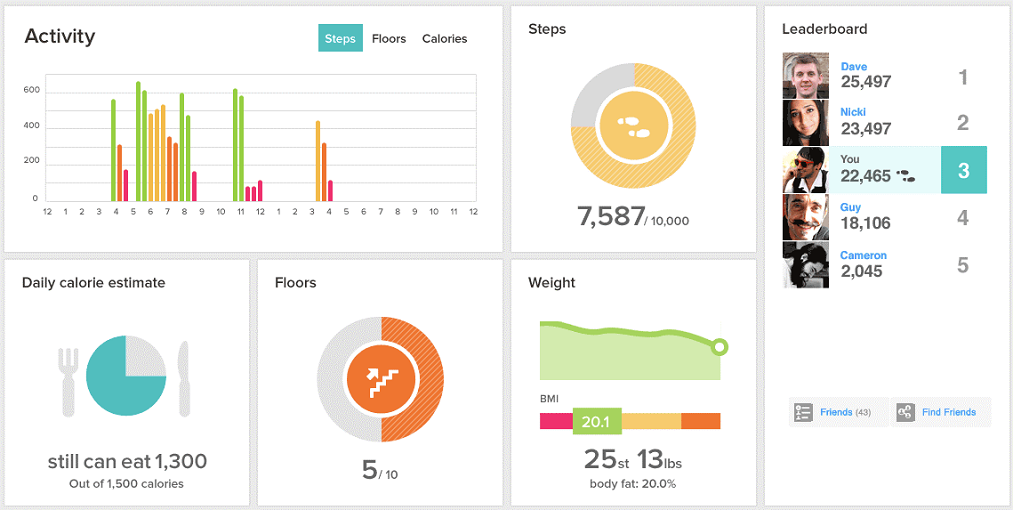 Activity
Steps Floors Calories
600
400
200
0
12 1 2 3 4 5 6 7 8 9 10 11 12 1 2 3 4 5 6 7 8 9 10 11 12
Steps
7,587/ 10,000
Leaderboard
Dave
25,497 1
Nicki
23,497 2
You
22,465 3
Guy
18,106 4
Cameron
2,045 5
Friends (43) Find Friends
Daily calorie estimate
still can eat 1,300
Out of 1,500 calories
Floors
5/ 10
Weight
BMI
20.1
25st 13lbs
body fat: 20.0%